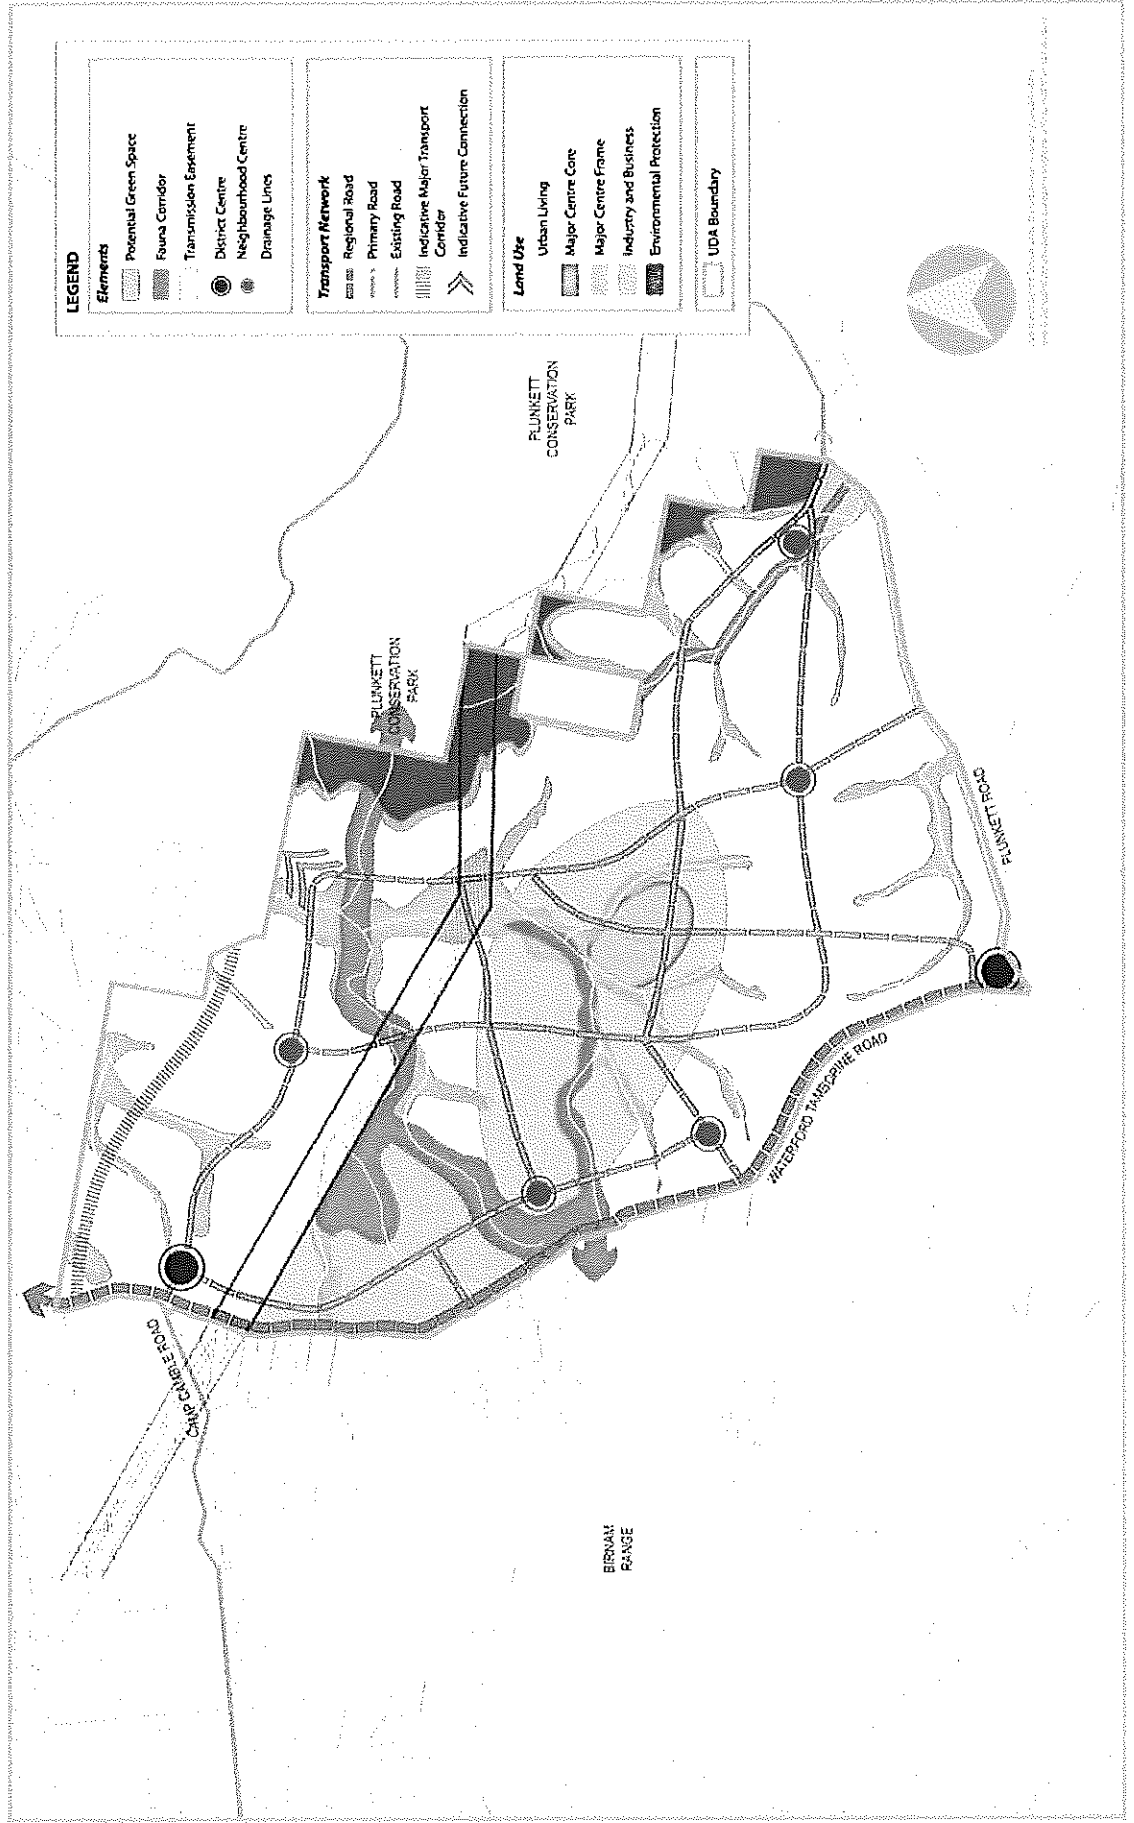 LEGEND
Elements
Potential Green Space
Fauna Corridor
Transmission Easement
District Centre
Neighbourhood Centre
Drainage Lines
Transport Network
Regional Road
Primary Road
Existing Road
Indicative Major Transport
Corridor
Indicative Future Connection
Land Use
Urban Living
Major Centre Core
Major Centre Frame
Industry and Business
Environmental Protection
UDA Boundary
PLUNKETT
CONSERVATION
PARK
PLUNKETT
CONSERVATION
PARK
CAMP CABLE ROAD
WATERFORD TAMBORINE ROAD
PLUNKETT ROAD
BIRNAM
RANGE